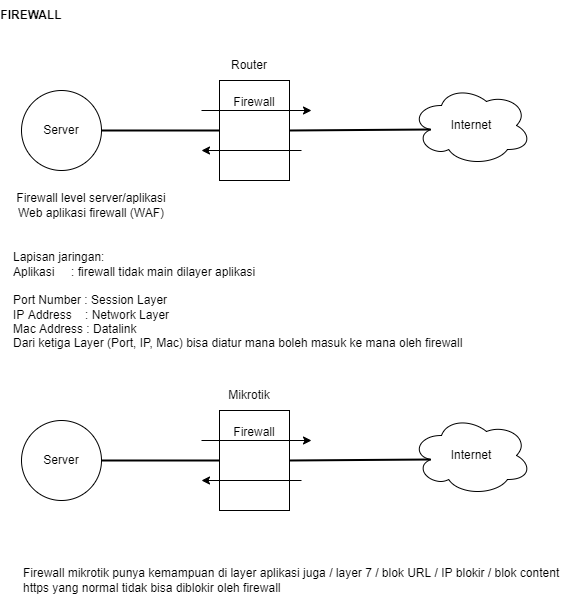 FIREWALL
Router
Firewall
Server
Internet
Firewall level server/aplikasi
Web aplikasi firewall (WAF)
Lapisan jaringan:
Aplikasi : firewall tidak main dilayer aplikasi
Port Number : Session Layer
IP Address : Network Layer
Mac Address : Datalink
Dari ketiga Layer (Port, IP, Mac) bisa diatur mana boleh masuk ke mana oleh firewall
Mikrotik
Firewall
Server
Internet
Firewall mikrotik punya kemampuan di layer aplikasi juga / layer 7 / blok URL / IP blokir / blok content
https yang normal tidak bisa diblokir oleh firewall